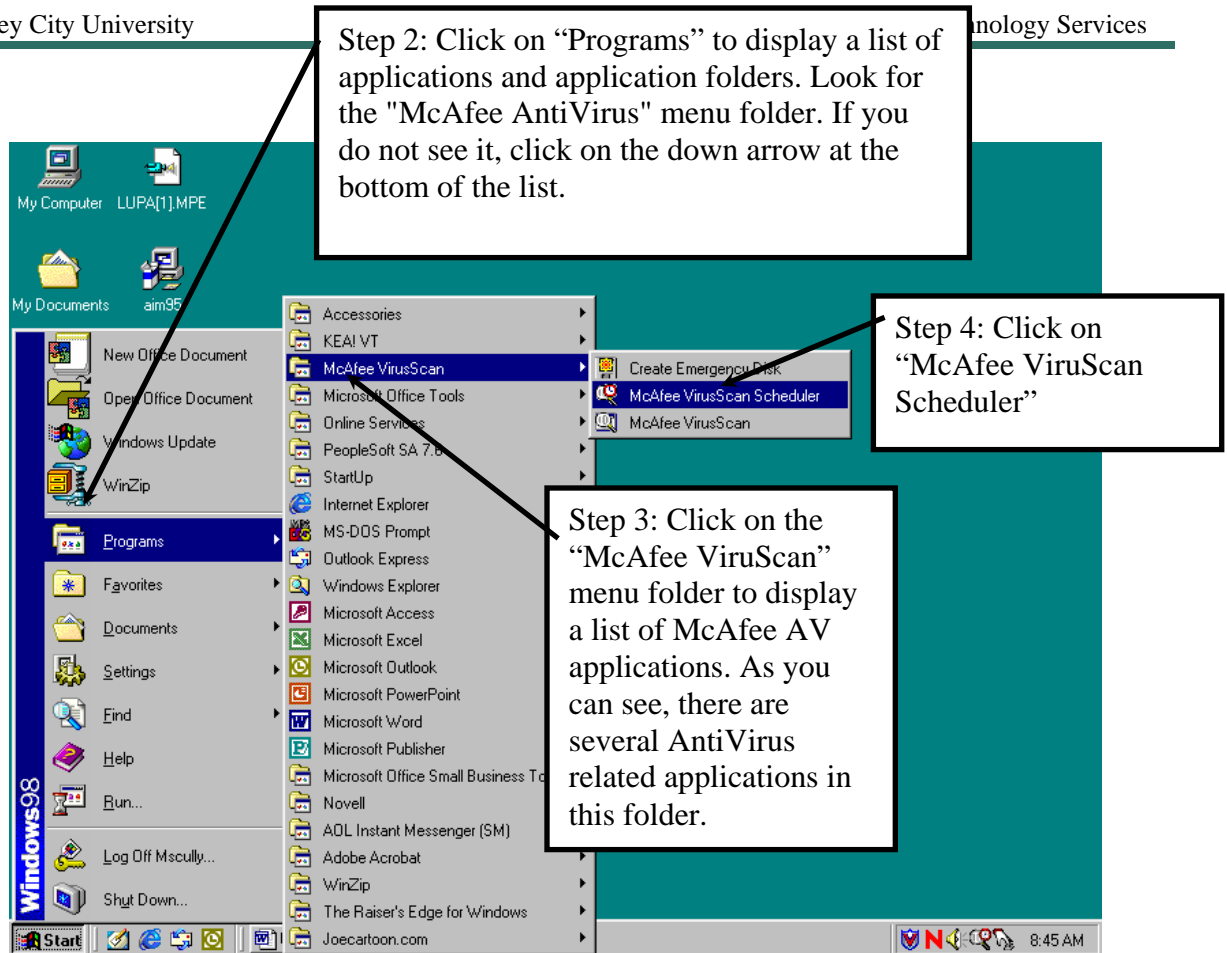 ey City University
nology Services
Step 2: Click on “Programs” to display a list of
applications and application folders. Look for
the "McAfee AntiVirus" menu folder. If you
do not see it, click on the down arrow at the
bottom of the list.
My Computer
LUPA[1].MPE
My Documents
aim95
New Office Document
Open Office Document
Windows Update
WinZip
Programs
Favorites
Documents
Settings
Find
Help
Run...
Log Off Mscully...
Shut Down...
Windows98
Accessories
KEA! VT
McAfee VirusScan
Microsoft Office Tools
Online Services
PeopleSoft SA 7.6
StartUp
Internet Explorer
MS-DOS Prompt
Outlook Express
Windows Explorer
Microsoft Access
Microsoft Excel
Microsoft Outlook
Microsoft PowerPoint
Microsoft Word
Microsoft Publisher
Microsoft Office Small Business To
Novell
AOL Instant Messenger (SM)
Adobe Acrobat
WinZip
The Raiser's Edge for Windows
Joecartoon.com
Create Emergency Disk
McAfee VirusScan Scheduler
McAfee VirusScan
Step 4: Click on
“McAfee ViruScan
Scheduler”
Step 3: Click on the
“McAfee ViruScan”
menu folder to display
a list of McAfee AV
applications. As you
can see, there are
several AntiVirus
related applications in
this folder.
Start
8:45 AM